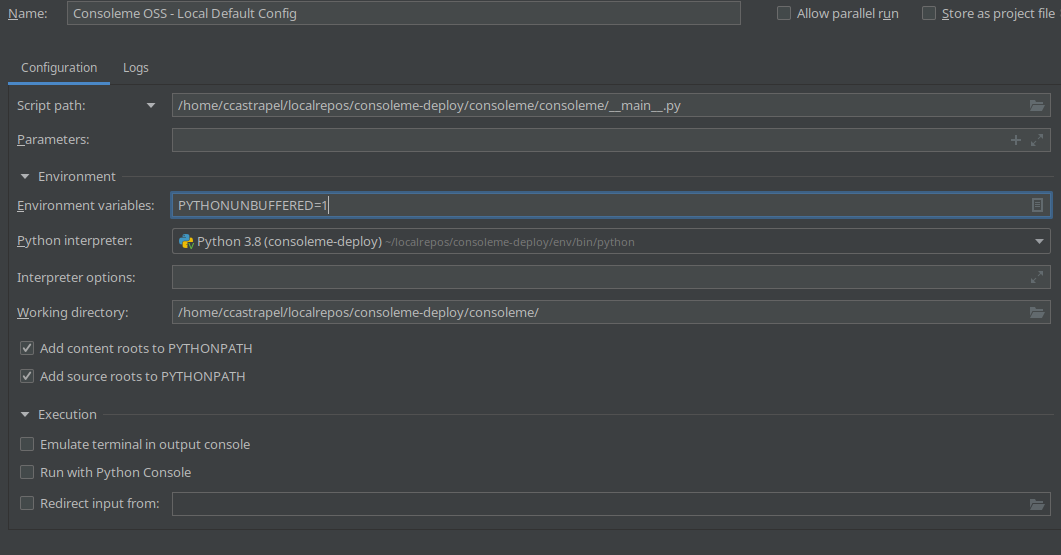 Name: Consoleme OSS - Local Default Config Allow parallel run Store as project file
Configuration Logs
Script path: /home/ccastrapel/localrepos/consoleme-deploy/consoleme/consoleme/__main__.py
Parameters:
Environment
Environment variables: PYTHONUNBUFFERED=1
Python interpreter: Python 3.8 (consoleme-deploy) ~/localrepos/consoleme-deploy/env/bin/python
Interpreter options:
Working directory: /home/ccastrapel/localrepos/consoleme-deploy/consoleme/
Add content roots to PYTHONPATH
Add source roots to PYTHONPATH
Execution
Emulate terminal in output console
Run with Python Console
Redirect input from: